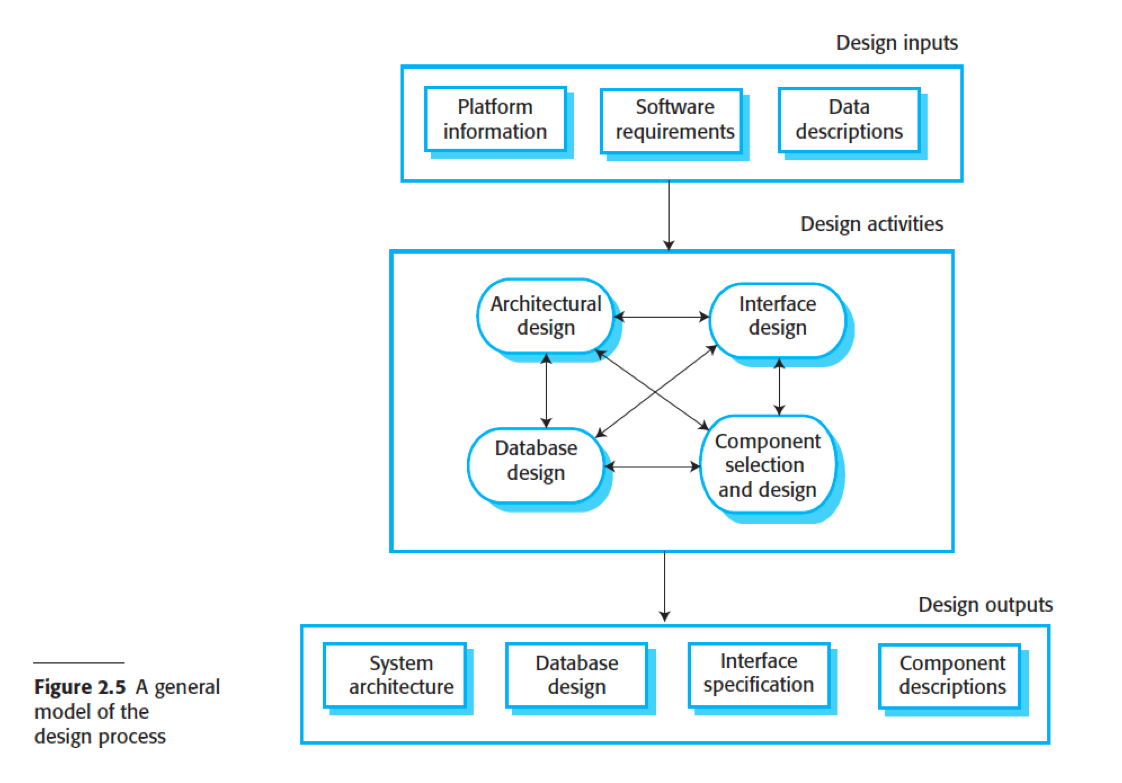 Design inputs
Platform
information
Software
requirements
Data
descriptions
Design activities
Architectural
design
Interface
design
Database
design
Component
selection
and design
Design outputs
System
architecture
Database
design
Interface
specification
Component
descriptions
Figure 2.5 A general
model of the
design process